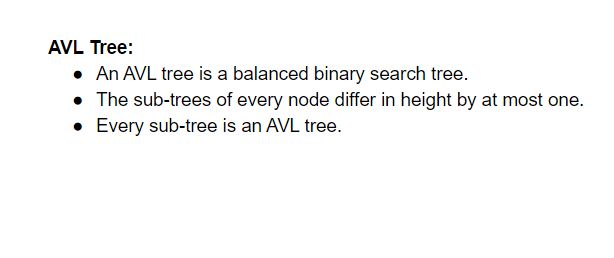 AVL Tree:
● An AVL tree is a balanced binary search tree.
● The sub-trees of every node differ in height by at most one.
● Every sub-tree is an AVL tree.